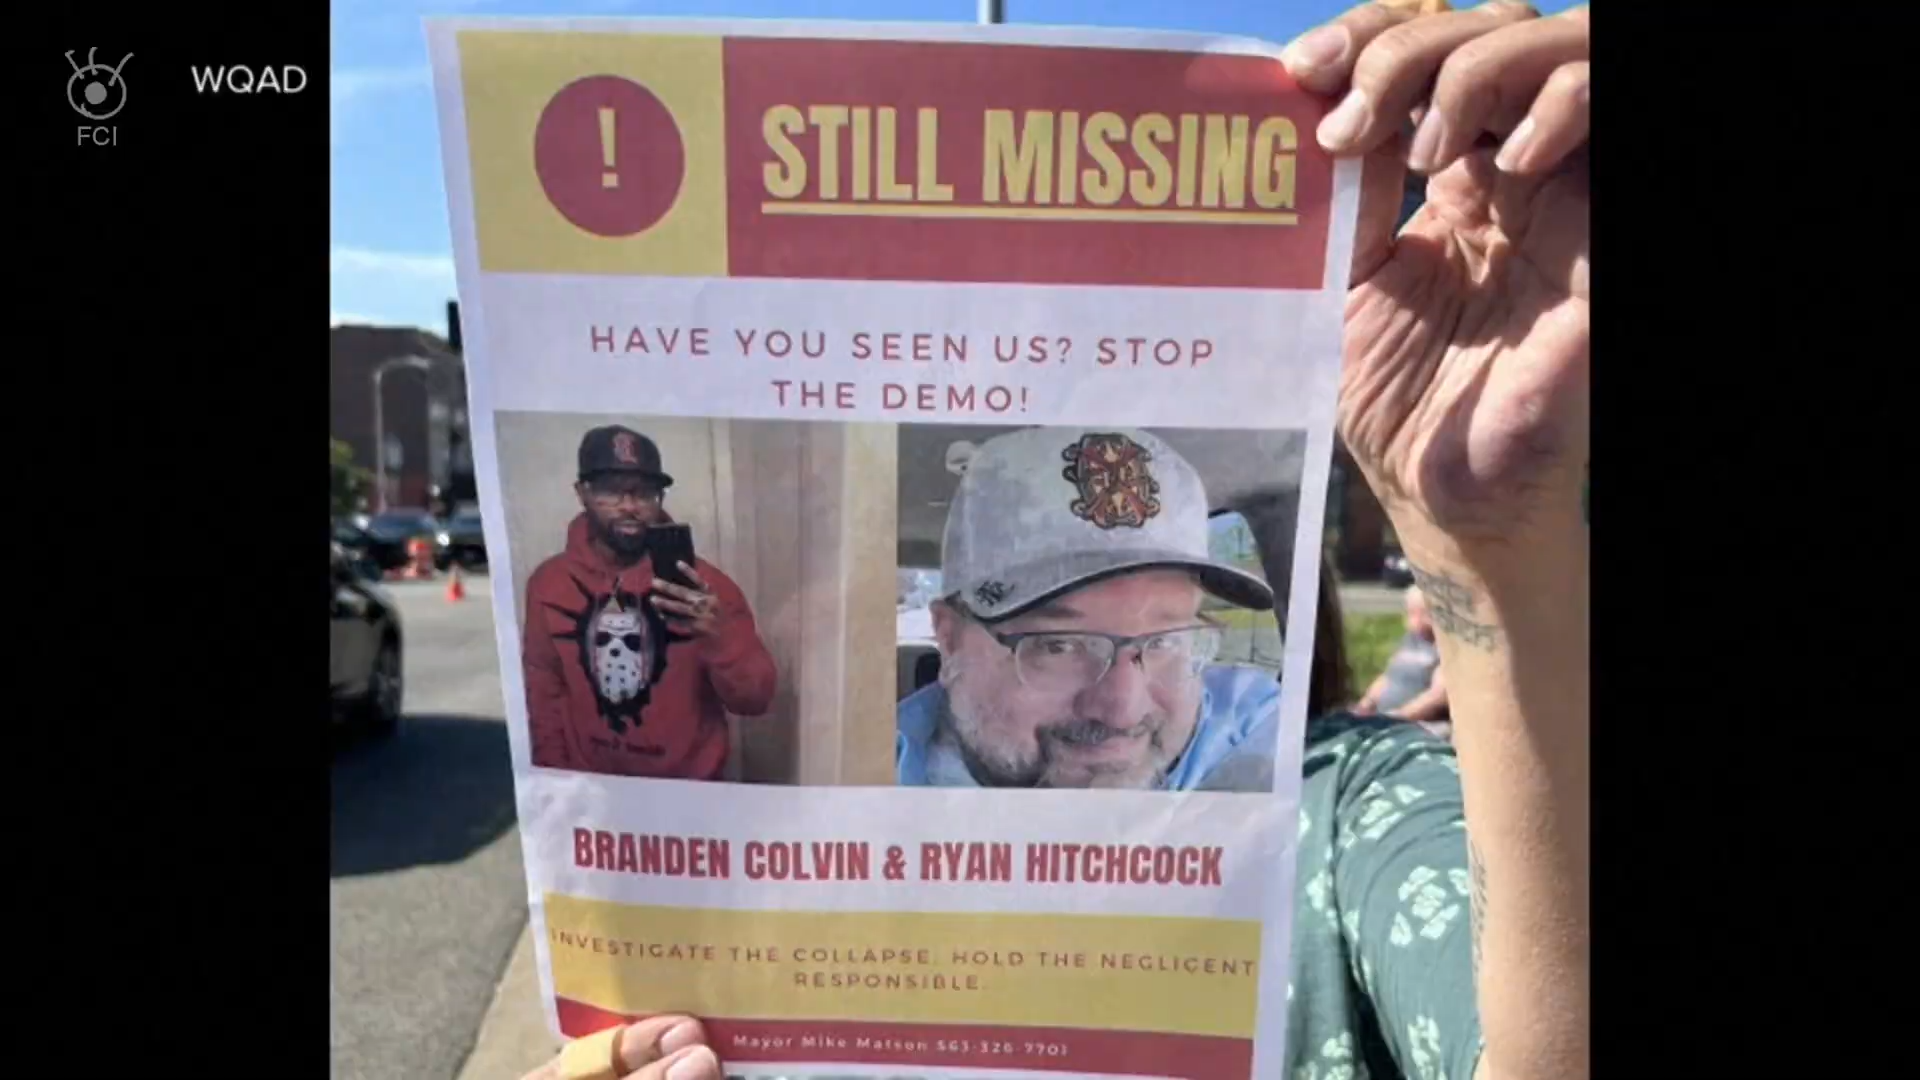 FCI
WQAD
!
STILL MISSING
HAVE YOU SEEN US? STOP
THE DEMO!
BRANDEN COLVIN & RYAN HITCHCOCK
INVESTIGATE THE COLLAPSE. HOLD THE NEGLIGENT
RESPONSIBLE.
Mayor Mike Matson 563-326-7701